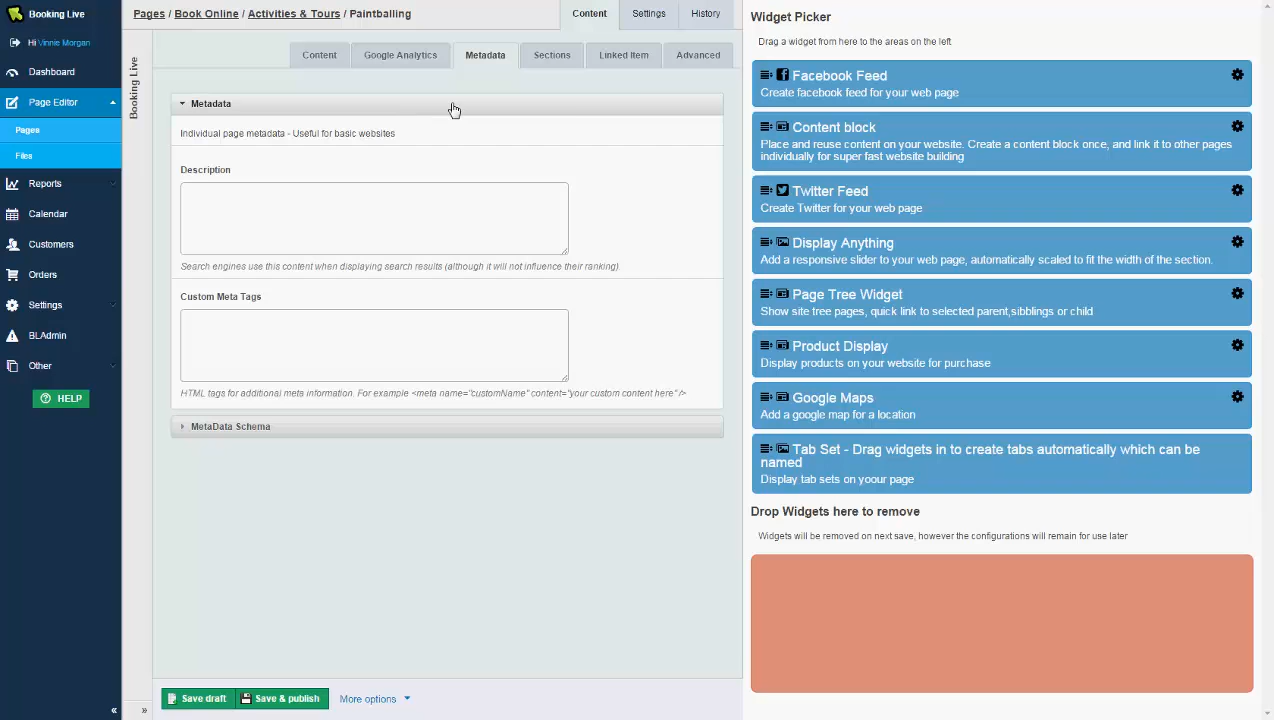 Booking Live
Hi Vinnie Morgan
Dashboard
Page Editor
Pages
Files
Reports
Calendar
Customers
Orders
Settings
BLAdmin
Other
HELP
«
Booking Live
»
Pages / Book Online / Activities & Tours / Paintballing
Content
Settings
History
Content
Google Analytics
Metadata
Sections
Linked Item
Advanced
Metadata
Individual page metadata - Useful for basic websites
Description
Search engines use this content when displaying search results (although it will not influence their ranking).
Custom Meta Tags
HTML tags for additional meta information. For example <meta name="customName" content="your custom content here" />
MetaData Schema
Save draft
Save & publish
More options
Widget Picker
Drag a widget from here to the areas on the left
Facebook Feed
Create facebook feed for your web page
Content block
Place and reuse content on your website. Create a content block once, and link it to other pages
individually for super fast website building
Twitter Feed
Create Twitter for your web page
Display Anything
Add a responsive slider to your web page, automatically scaled to fit the width of the section.
Page Tree Widget
Show site tree pages, quick link to selected parent,sibblings or child
Product Display
Display products on your website for purchase
Google Maps
Add a google map for a location
Tab Set - Drag widgets in to create tabs automatically which can be
named
Display tab sets on yoour page
Drop Widgets here to remove
Widgets will be removed on next save, however the configurations will remain for use later